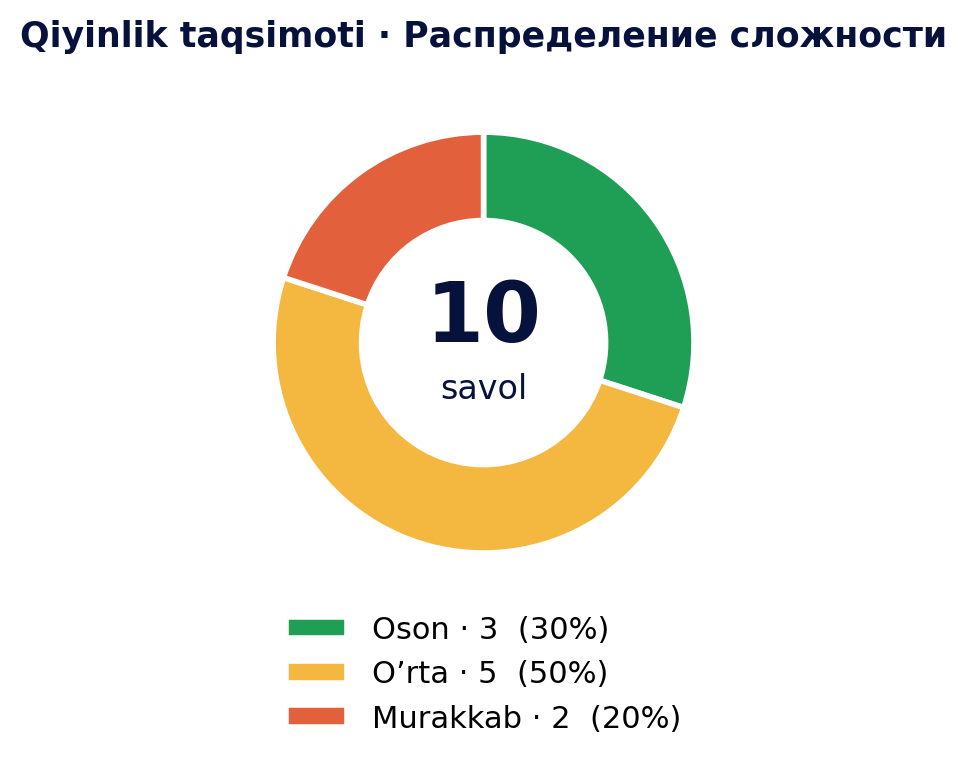 Qiyinlik taqsimoti · Распределение сложности
10
savol
Oson · 3  (30%)
O’rta · 5  (50%)
Murakkab · 2  (20%)